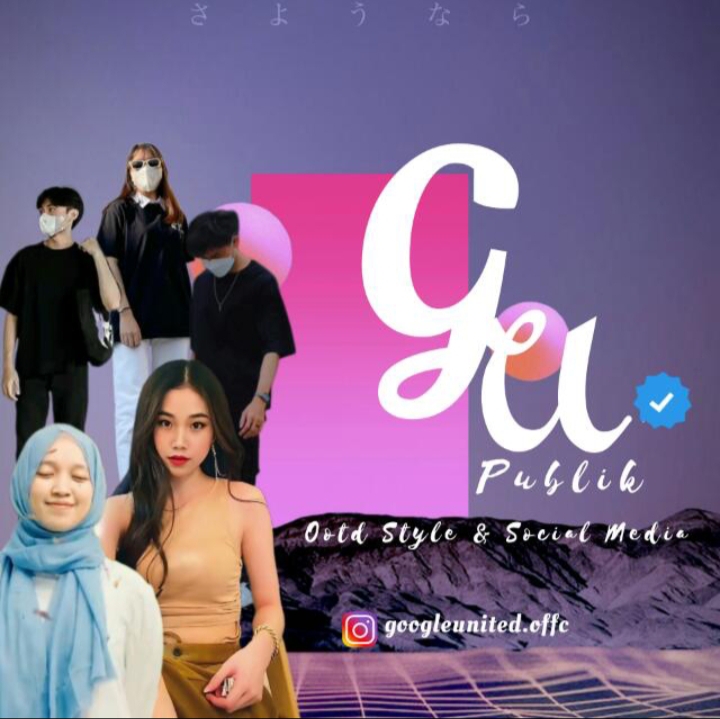 さようなら
GU
Publik
Ootd Style & Social Media
googleunited.offc